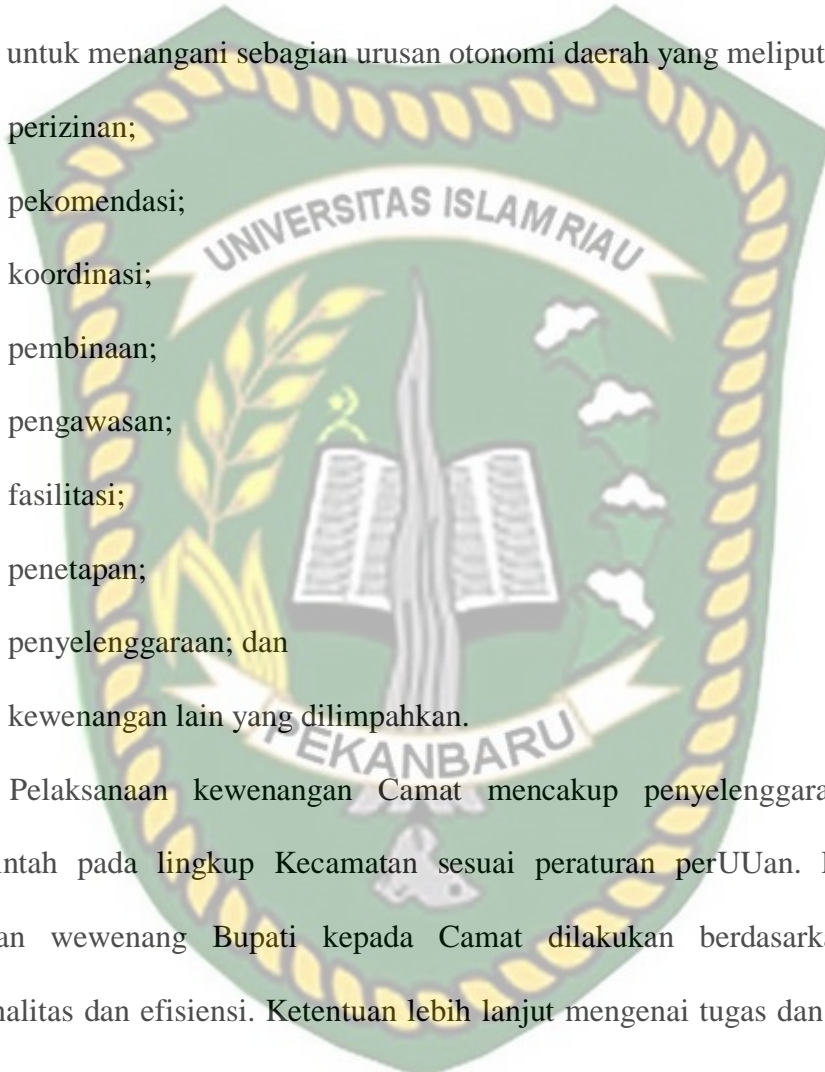 untuk menangani sebagian urusan otonomi daerah yang meliput
perizinan;
UNIVERSITAS ISLAM RIAU
pekomendasi;
koordinasi;
pembinaan;
pengawasan;
fasilitasi;
penetapan;
penyelenggaraan; dan
kewenangan lain yang dilimpahkan.
PEKANBARU
Pelaksanaan kewenangan Camat mencakup penyelenggara
intah pada lingkup Kecamatan sesuai peraturan perUUan.
an wewenang Bupati kepada Camat dilakukan berdasarka
nalitas dan efisiensi. Ketentuan lebih lanjut mengenai tugas dan